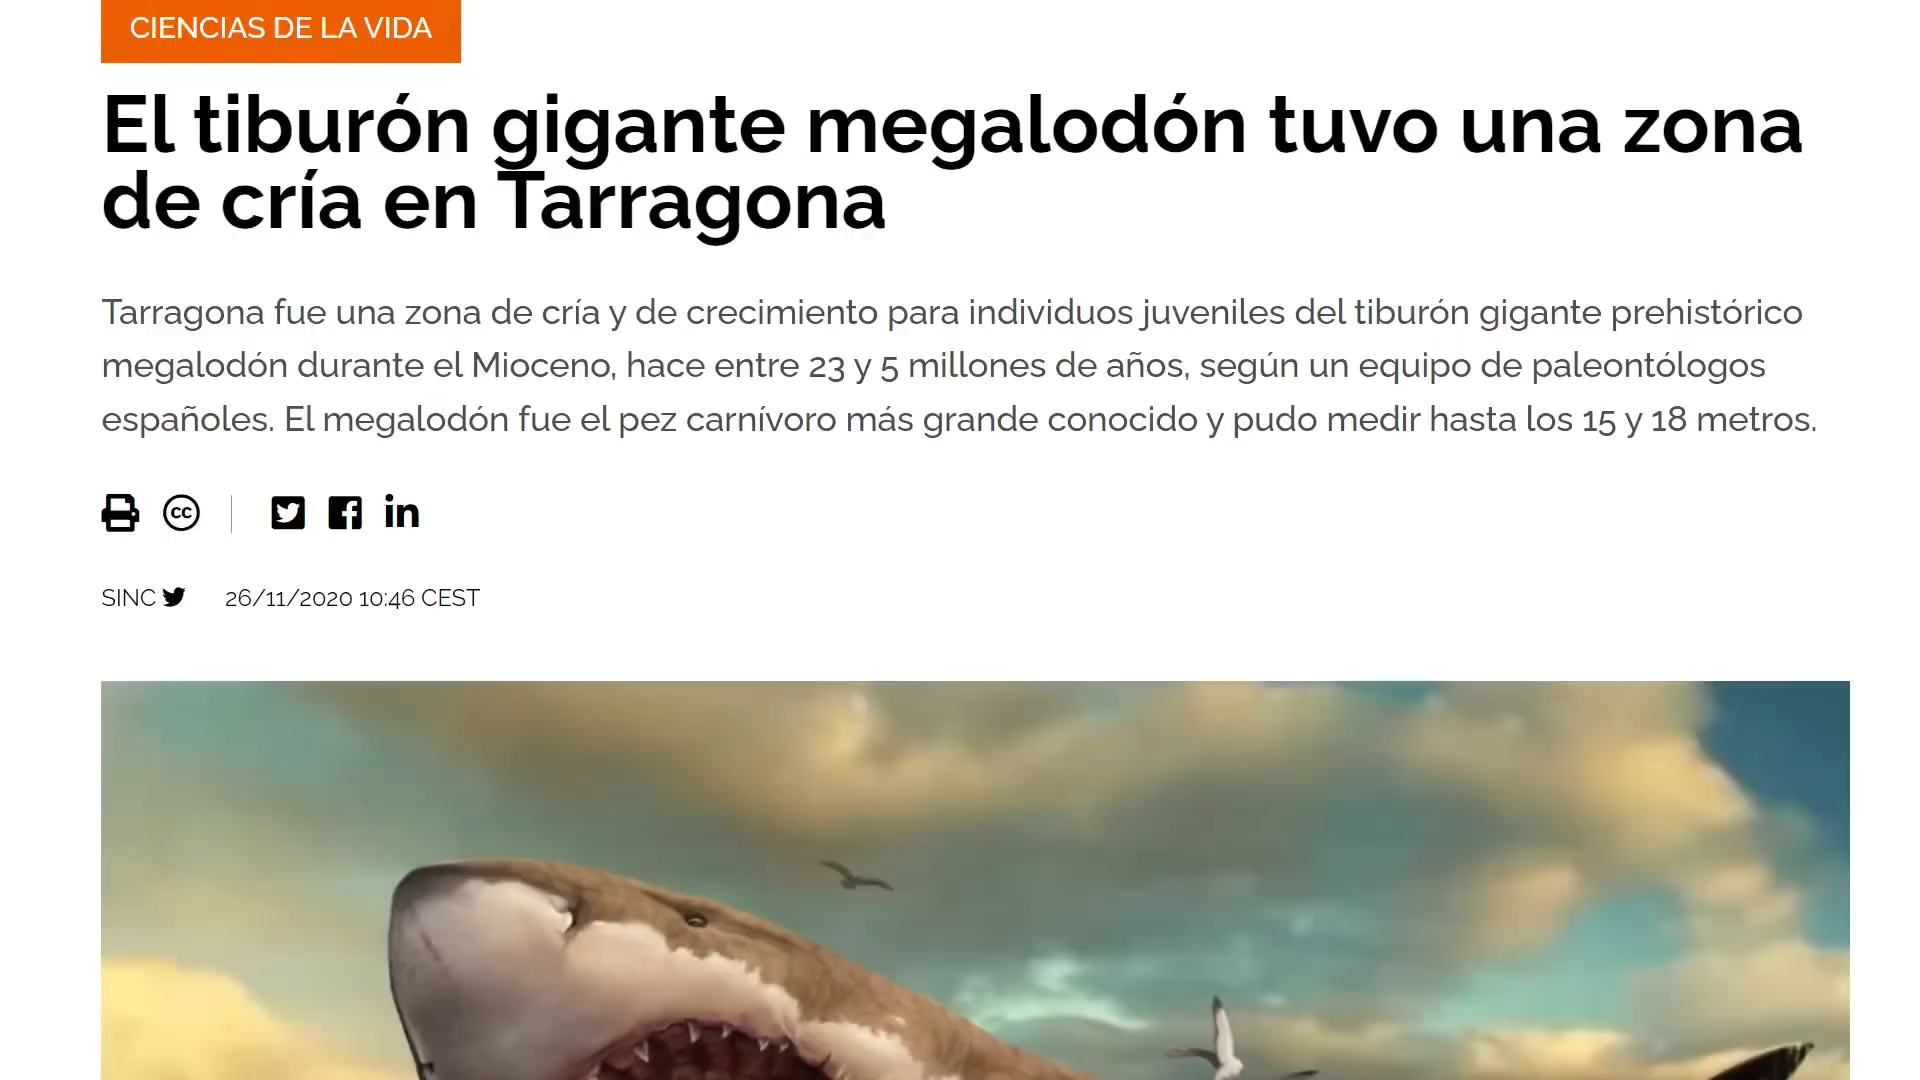 CIENCIAS DE LA VIDA
El tiburón gigante megalodón tuvo una zona
de cría en Tarragona
Tarragona fue una zona de cría y de crecimiento para individuos juveniles del tiburón gigante prehistórico
megalodón durante el Mioceno, hace entre 23 y 5 millones de años, según un equipo de paleontólogos
españoles. El megalodón fue el pez carnívoro más grande conocido y pudo medir hasta los 15 y 18 metros.
cc in
SINC 26/11/2020 10:46 CEST